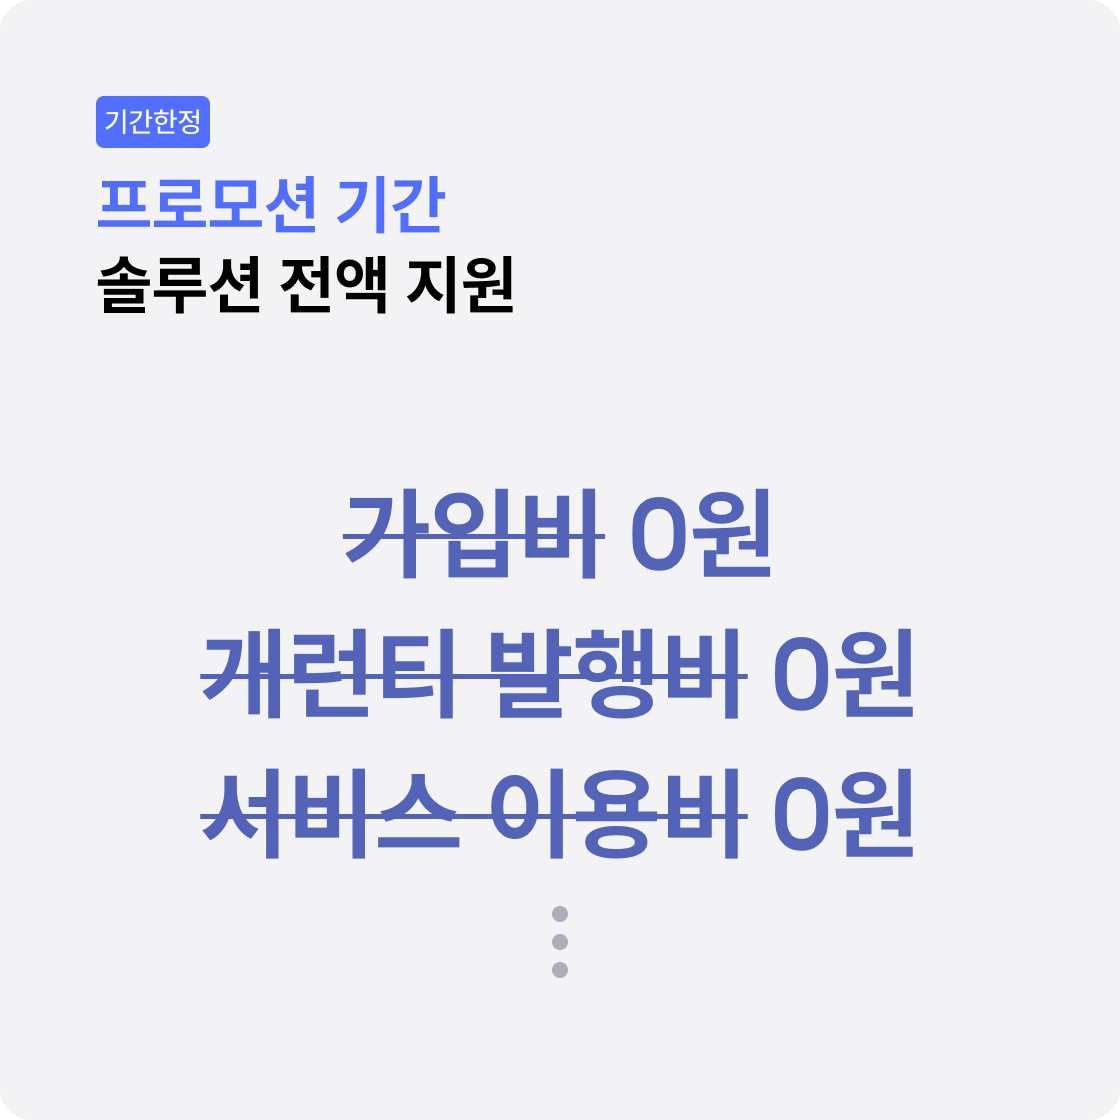 기간한정
프로모션 기간
솔루션 전액 지원
가입비 0원
개런티 발행비 0원
서비스 이용비 0원